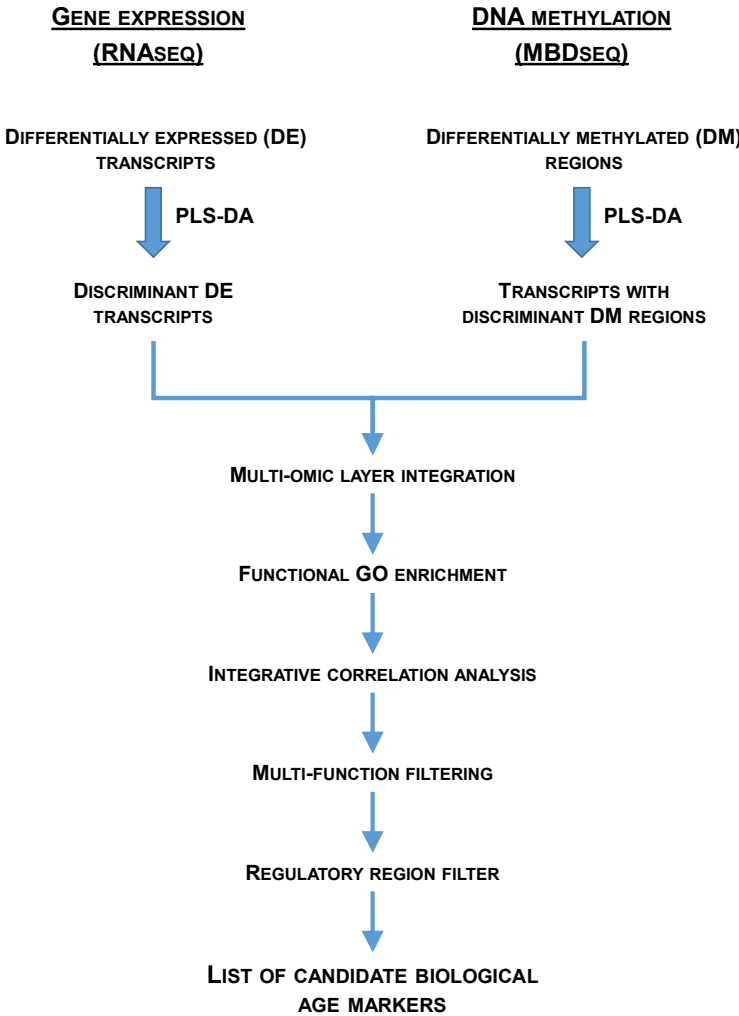 GENE EXPRESSION
(RNASEQ)
DNA METHYLATION
(MBDSEQ)
DIFFERENTIALLY EXPRESSED (DE)
TRANSCRIPTS
DIFFERENTIALLY METHYLATED (DM)
REGIONS
PLS-DA
PLS-DA
DISCRIMINANT DE
TRANSCRIPTS
TRANSCRIPTS WITH
DISCRIMINANT DM REGIONS
MULTI-OMIC LAYER INTEGRATION
FUNCTIONAL GO ENRICHMENT
INTEGRATIVE CORRELATION ANALYSIS
MULTI-FUNCTION FILTERING
REGULATORY REGION FILTER
LIST OF CANDIDATE BIOLOGICAL
AGE MARKERS